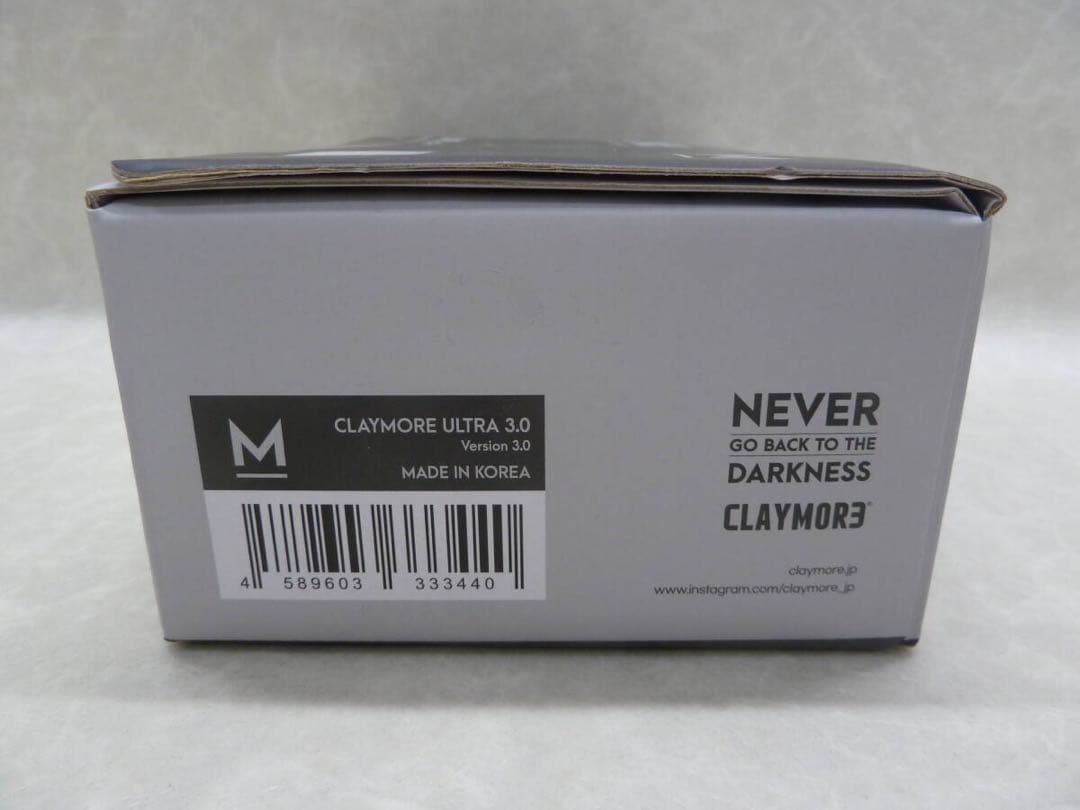 M
CLAYMORE ULTRA 3.0
Version 3.0
MADE IN KOREA
4 589603 333440
NEVER
GO BACK TO THE
DARKNESS
CLAYMOR3®
claymore.jp
www.instagram.com/claymore_jp